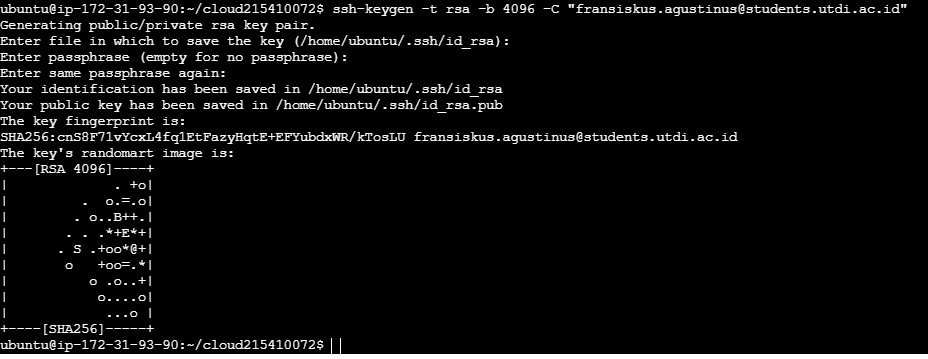 ubuntu@ip-172-31-93-90:~/cloud215410072$ ssh-keygen -t rsa -b 4096 -C "fransiskus.agustinus@students.utdi.ac.id"
Generating public/private rsa key pair.
Enter file in which to save the key (/home/ubuntu/.ssh/id_rsa):
Enter passphrase (empty for no passphrase):
Enter same passphrase again:
Your identification has been saved in /home/ubuntu/.ssh/id_rsa
Your public key has been saved in /home/ubuntu/.ssh/id_rsa.pub
The key fingerprint is:
SHA256:cnS8F71vYcxL4fqlEtFazyHqtE+EFYubdxWR/kTosLU fransiskus.agustinus@students.utdi.ac.id
The key's randomart image is:
+---[RSA 4096]----+
|              . +o|
|          .  o.=.o|
|         . o..B++.|
|        . . .*+E*+|
|       . S .+oo*@+|
|        o   +oo=.*|
|           o .o..+|
|            o....o|
|             ...o |
+----[SHA256]-----+
ubuntu@ip-172-31-93-90:~/cloud215410072$